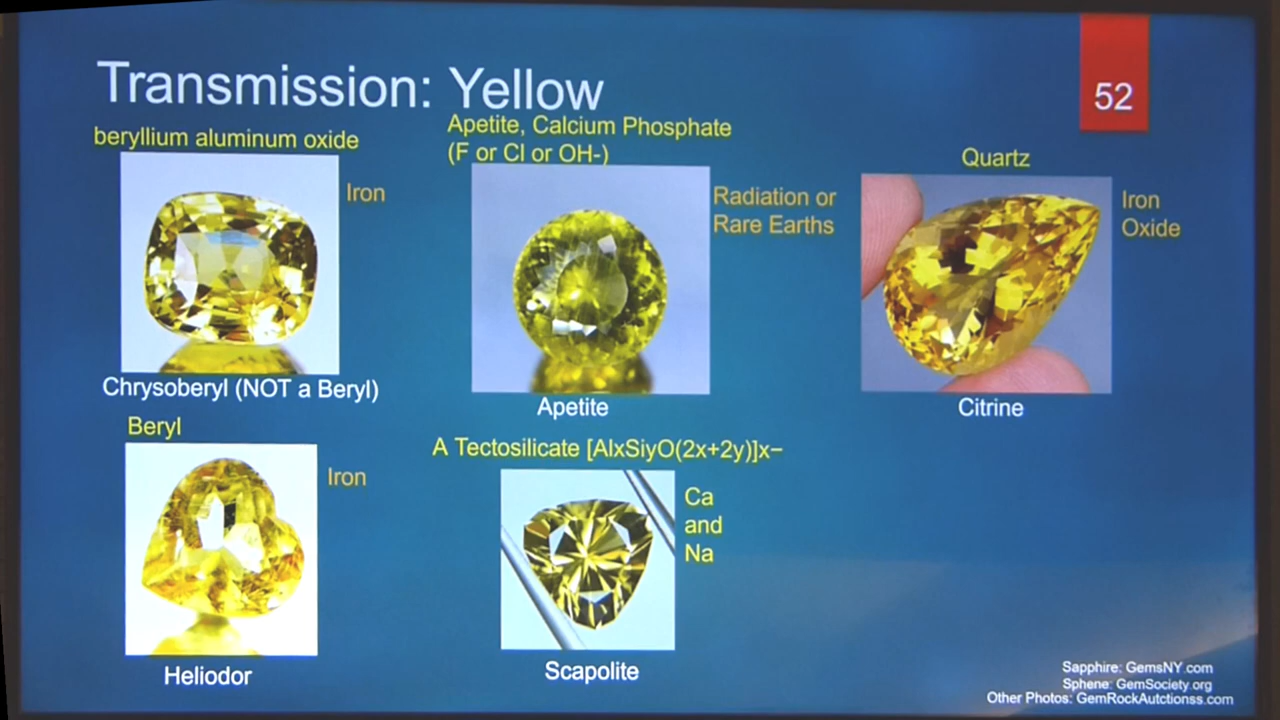 Transmission: Yellow
52
beryllium aluminum oxide
Iron
Chrysoberyl (NOT a Beryl)
Apetite, Calcium Phosphate
(F or Cl or OH-)
Radiation or
Rare Earths
Apetite
Quartz
Iron
Oxide
Citrine
Beryl
Iron
Heliodor
A Tectosilicate [AlxSiyO(2x+2y)]x−
Ca
and
Na
Scapolite
Sapphire: GemsNY.com
Sphene: GemSociety.org
Other Photos: GemRockAutctionss.com